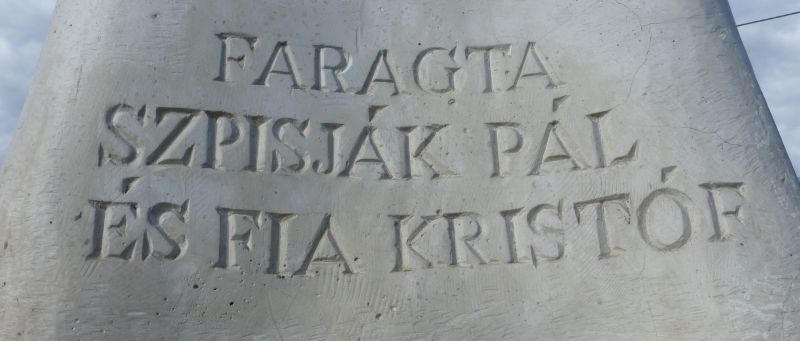 FARAGTA
SZPISJÁK PÁL
ÉS FIA KRISTÓF